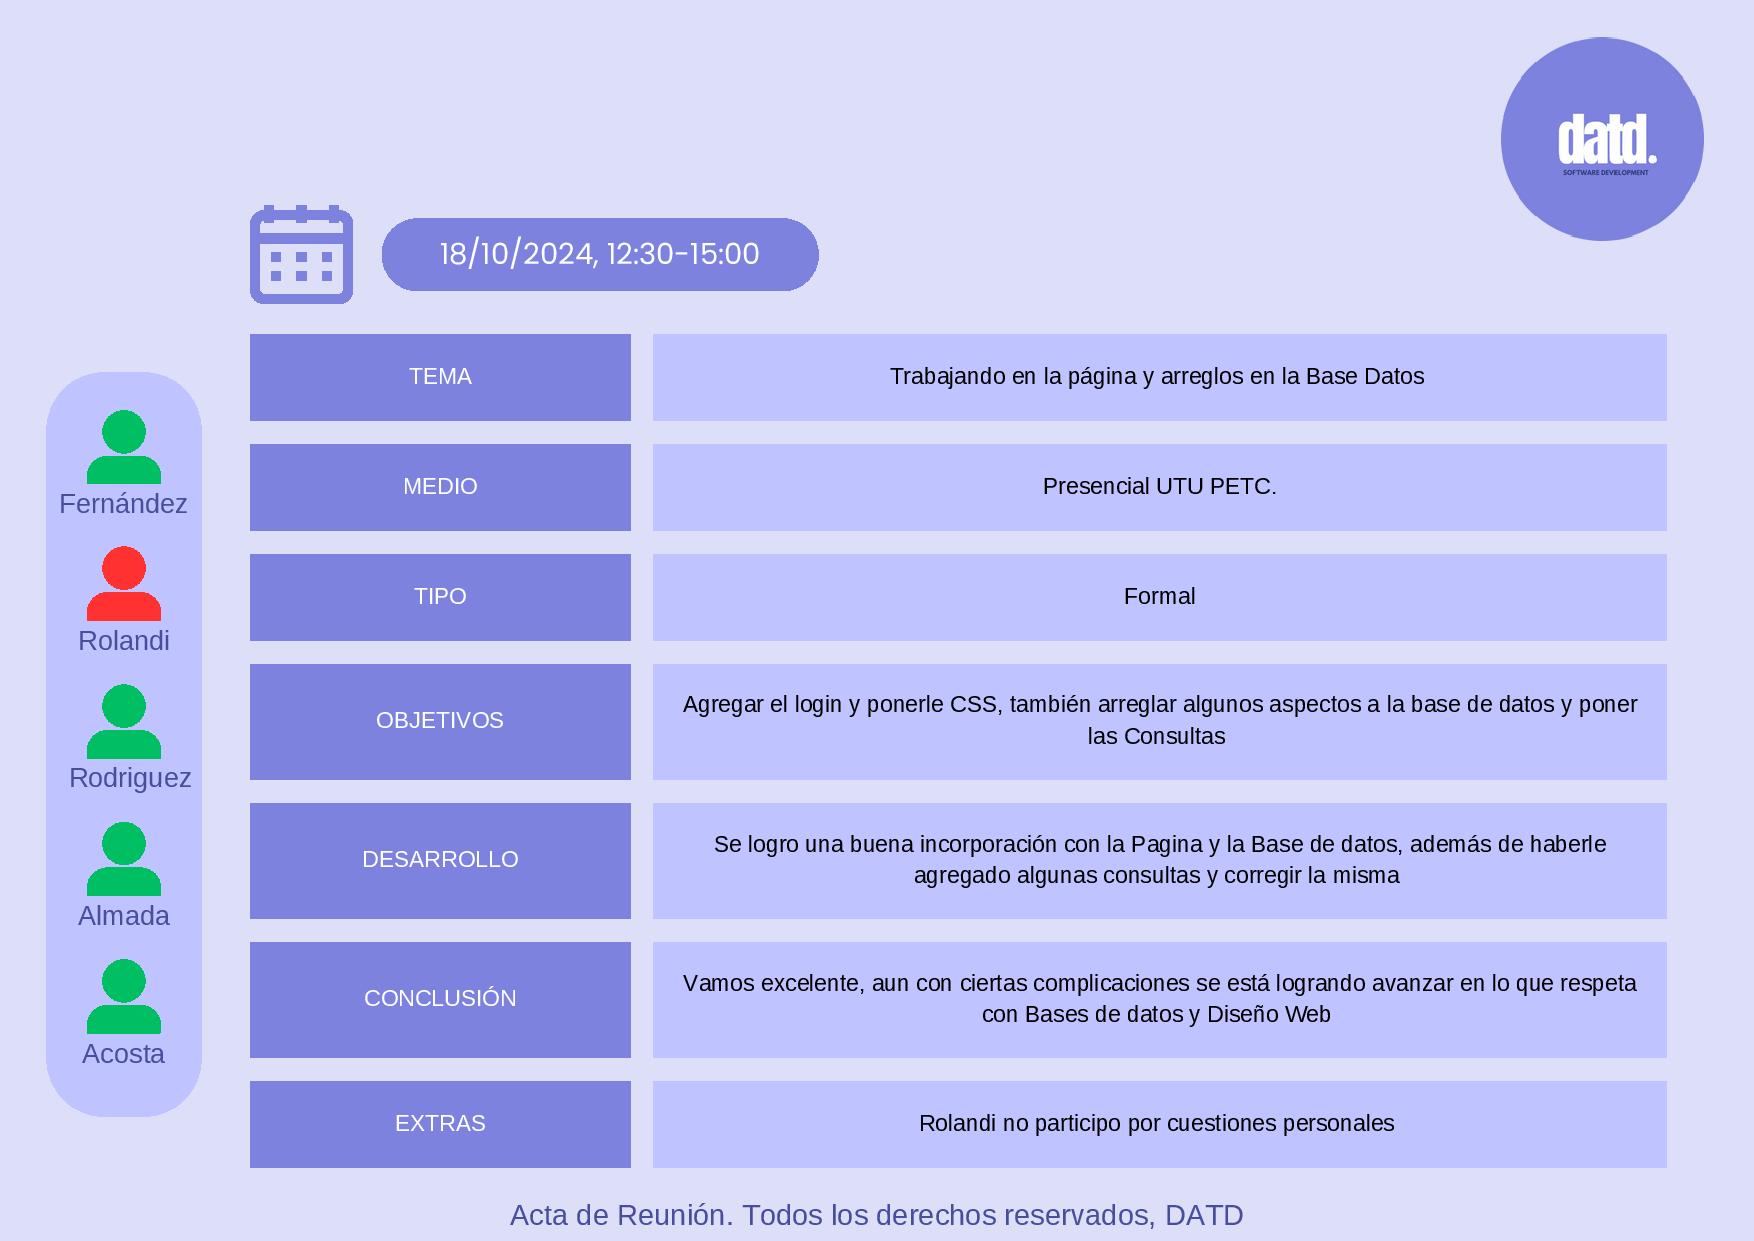 datd.
SOFTWARE DEVELOPMENT
18/10/2024, 12:30-15:00
TEMA
Trabajando en la página y arreglos en la Base Datos
MEDIO
Presencial UTU PETC.
TIPO
Formal
OBJETIVOS
Agregar el login y ponerle CSS, también arreglar algunos aspectos a la base de datos y poner
las Consultas
DESARROLLO
Se logro una buena incorporación con la Pagina y la Base de datos, además de haberle
agregado algunas consultas y corregir la misma
CONCLUSIÓN
Vamos excelente, aun con ciertas complicaciones se está logrando avanzar en lo que respeta
con Bases de datos y Diseño Web
EXTRAS
Rolandi no participo por cuestiones personales
Fernández
Rolandi
Rodriguez
Almada
Acosta
Acta de Reunión. Todos los derechos reservados, DATD